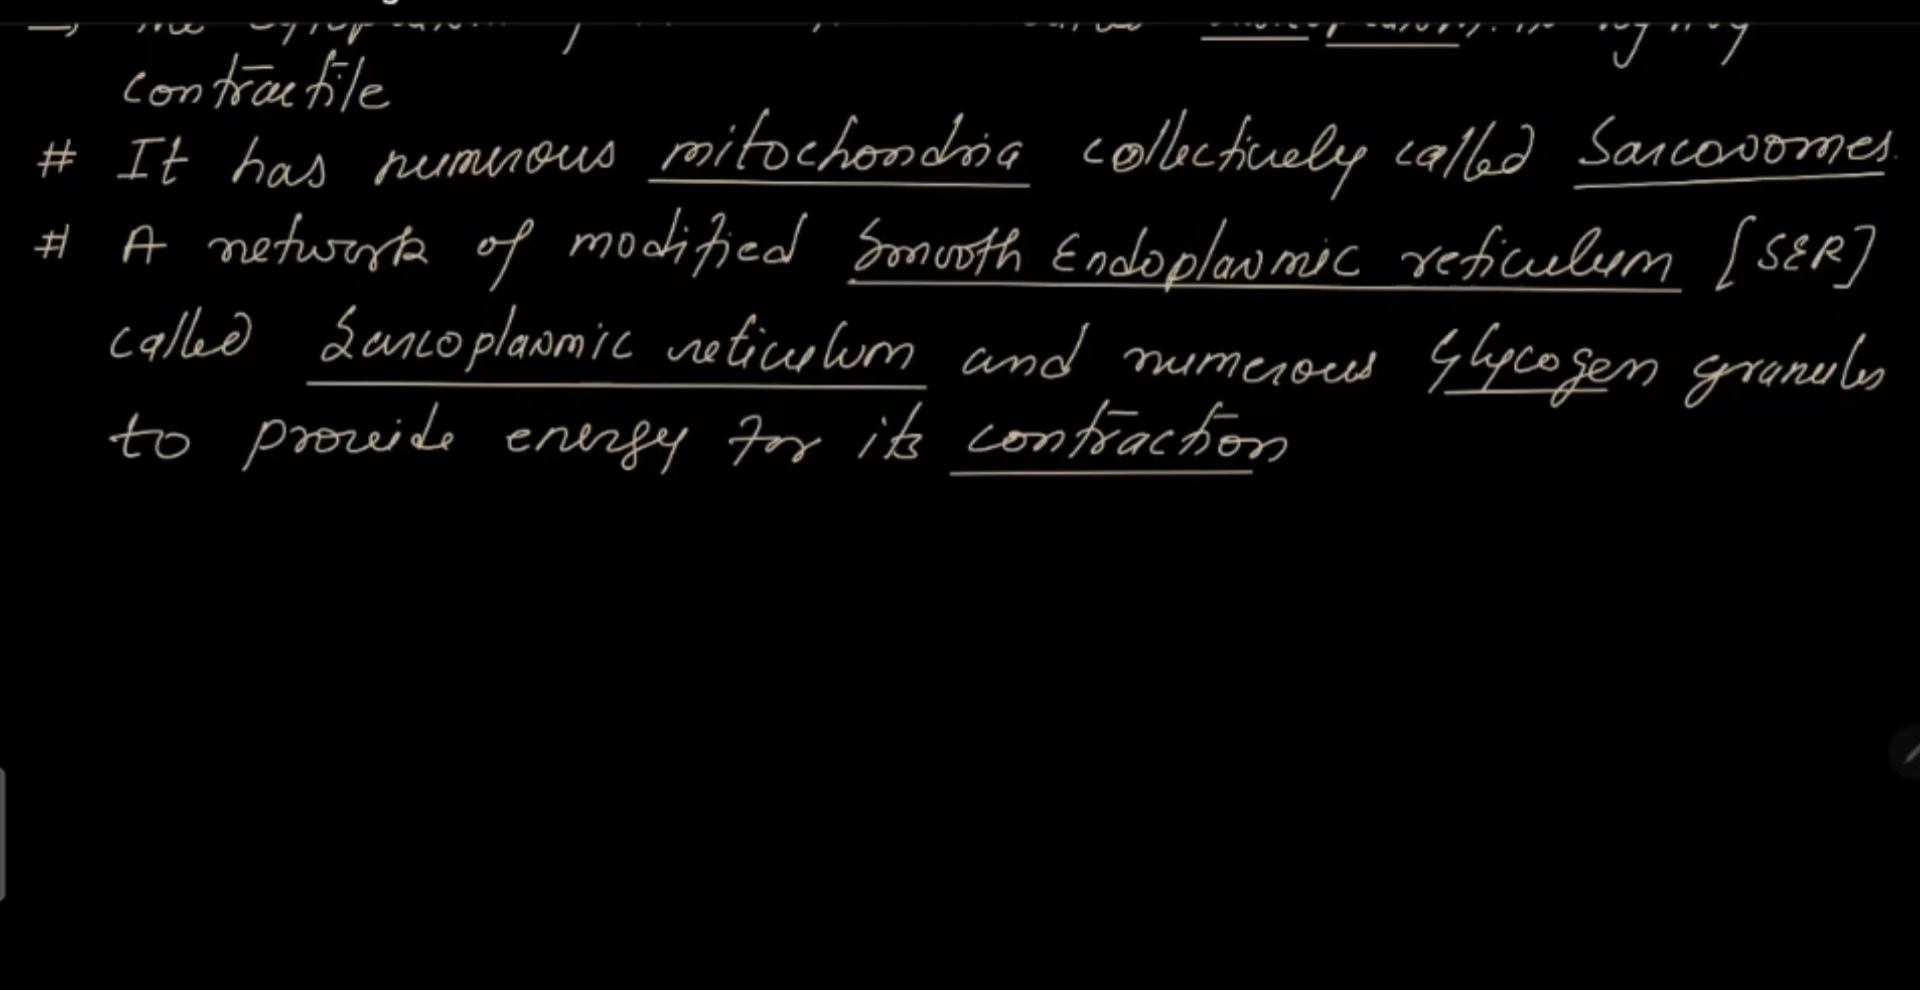 contractile
# It has numerous mitochondria collectively called Sarcosomes.
# A network of modified Smooth Endoplasmic reticulum [SER]
called Sarcoplasmic reticulum and numerous Glycogen granules
to provide energy for its contraction